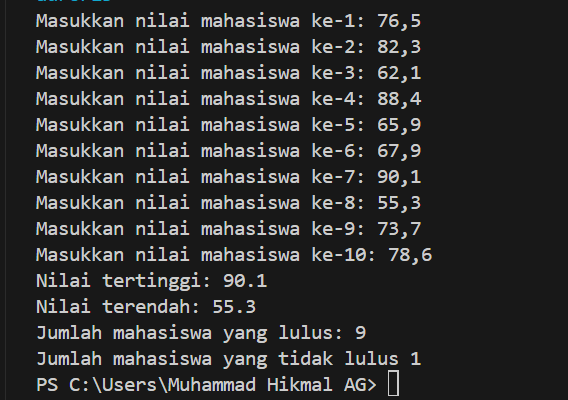 Masukkan nilai mahasiswa ke-1: 76,5
Masukkan nilai mahasiswa ke-2: 82,3
Masukkan nilai mahasiswa ke-3: 62,1
Masukkan nilai mahasiswa ke-4: 88,4
Masukkan nilai mahasiswa ke-5: 65,9
Masukkan nilai mahasiswa ke-6: 67,9
Masukkan nilai mahasiswa ke-7: 90,1
Masukkan nilai mahasiswa ke-8: 55,3
Masukkan nilai mahasiswa ke-9: 73,7
Masukkan nilai mahasiswa ke-10: 78,6
Nilai tertinggi: 90.1
Nilai terendah: 55.3
Jumlah mahasiswa yang lulus: 9
Jumlah mahasiswa yang tidak lulus 1
PS C:\Users\Muhammad Hikmal AG>